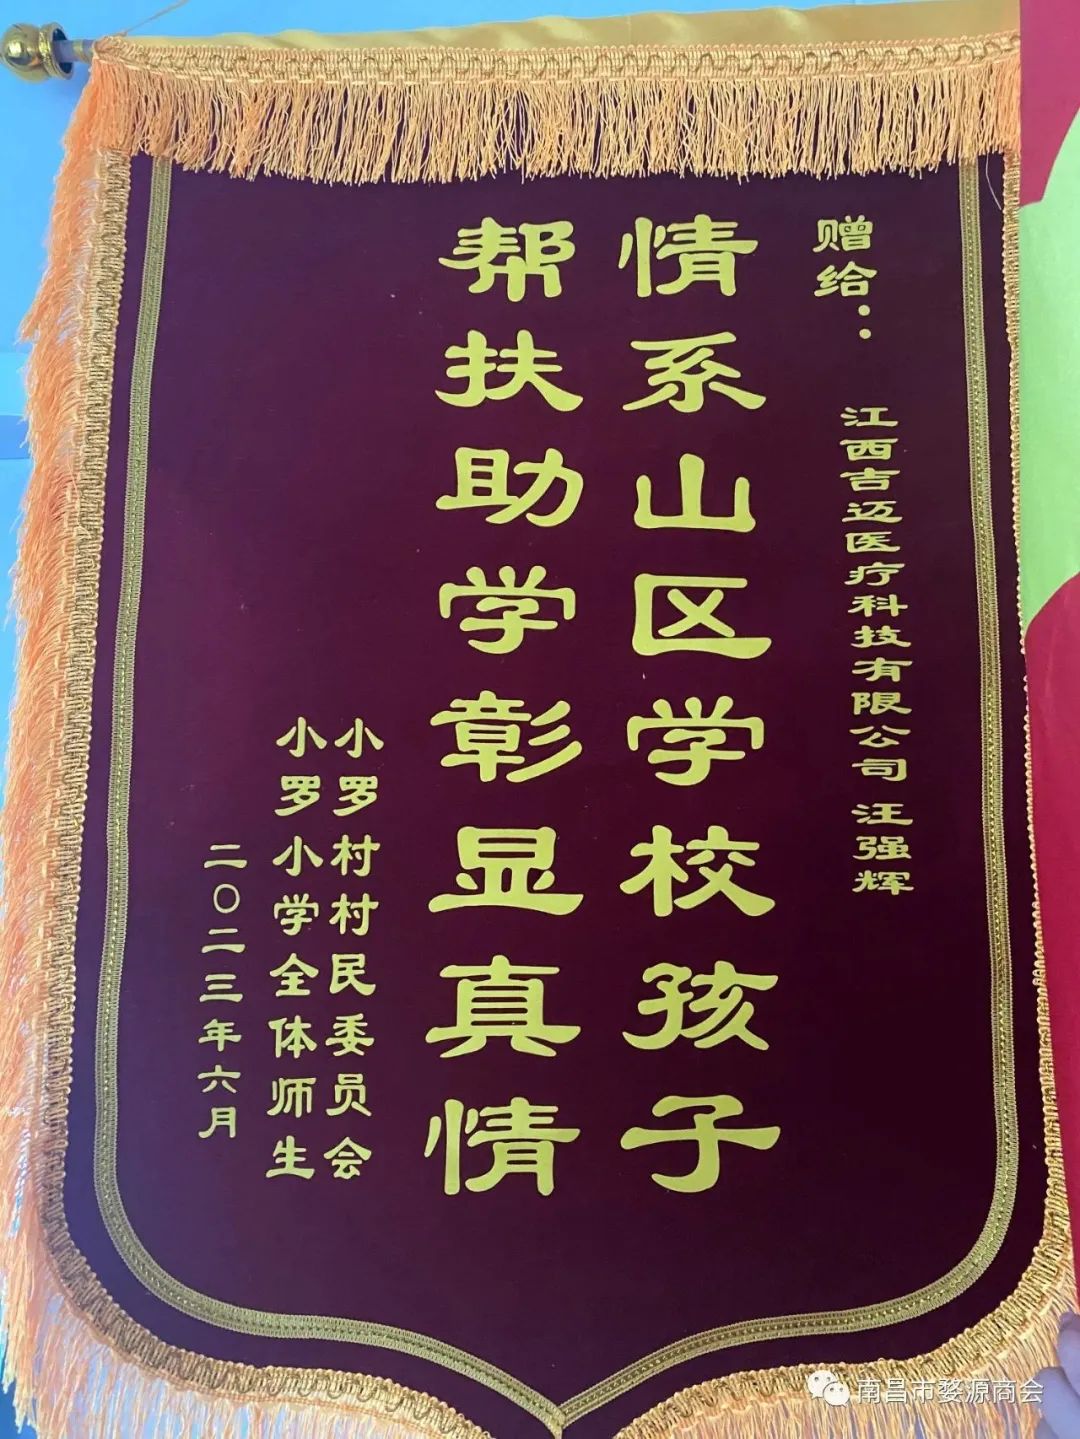 赠给：
江西吉迈医疗科技有限公司 汪强辉
情系山区学校孩子
帮扶助学彰显真情
小罗村村民委员会
小罗小学全体师生
二〇二三年六月
南昌市婺源商会